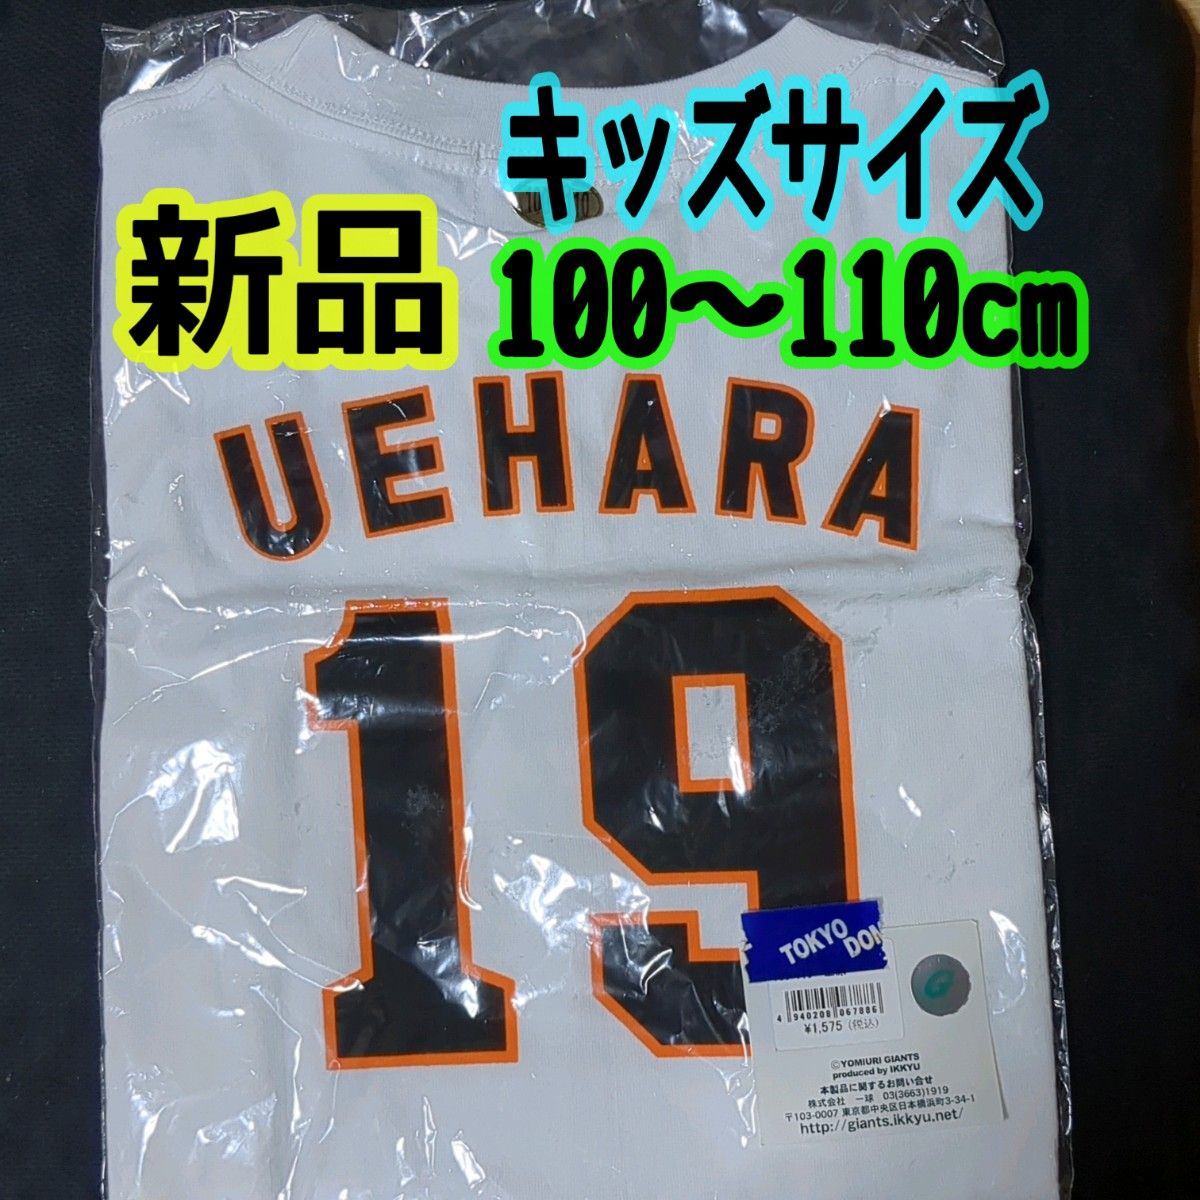 キッズサイズ
新品
100～110cm
UEHARA
19
TOKYO
DOM
4 940208 067886
¥1,575 (税込)
G
©YOMIURI GIANTS
produced by IKKYU
本製品に関するお問い合せ
株式会社 一球 03(3663)1919
〒103-0007 東京都中央区日本橋浜町3-34-1
http://giants.ikkyu.net/